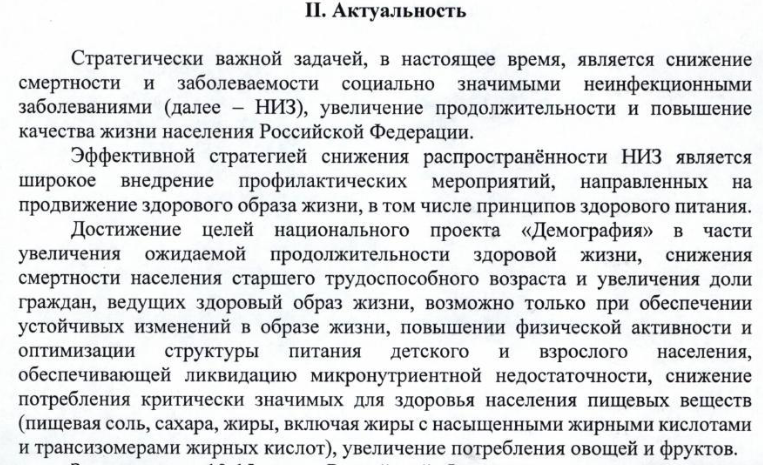 II. Актуальность
Стратегически важной задачей, в настоящее время, является снижение
смертности и заболеваемости социально значимыми неинфекционными
заболеваниями (далее – НИЗ), увеличение продолжительности и повышение
качества жизни населения Российской Федерации.
Эффективной стратегией снижения распространённости НИЗ является
широкое внедрение профилактических мероприятий, направленных на
продвижение здорового образа жизни, в том числе принципов здорового питания.
Достижение целей национального проекта «Демография» в части
увеличения ожидаемой продолжительности здоровой жизни, снижения
смертности населения старшего трудоспособного возраста и увеличения доли
граждан, ведущих здоровый образ жизни, возможно только при обеспечении
устойчивых изменений в образе жизни, повышении физической активности и
оптимизации структуры питания детского и взрослого населения,
обеспечивающей ликвидацию микронутриентной недостаточности, снижение
потребления критически значимых для здоровья населения пищевых веществ
(пищевая соль, сахара, жиры, включая жиры с насыщенными жирными кислотами
и трансизомерами жирных кислот), увеличение потребления овощей и фруктов.